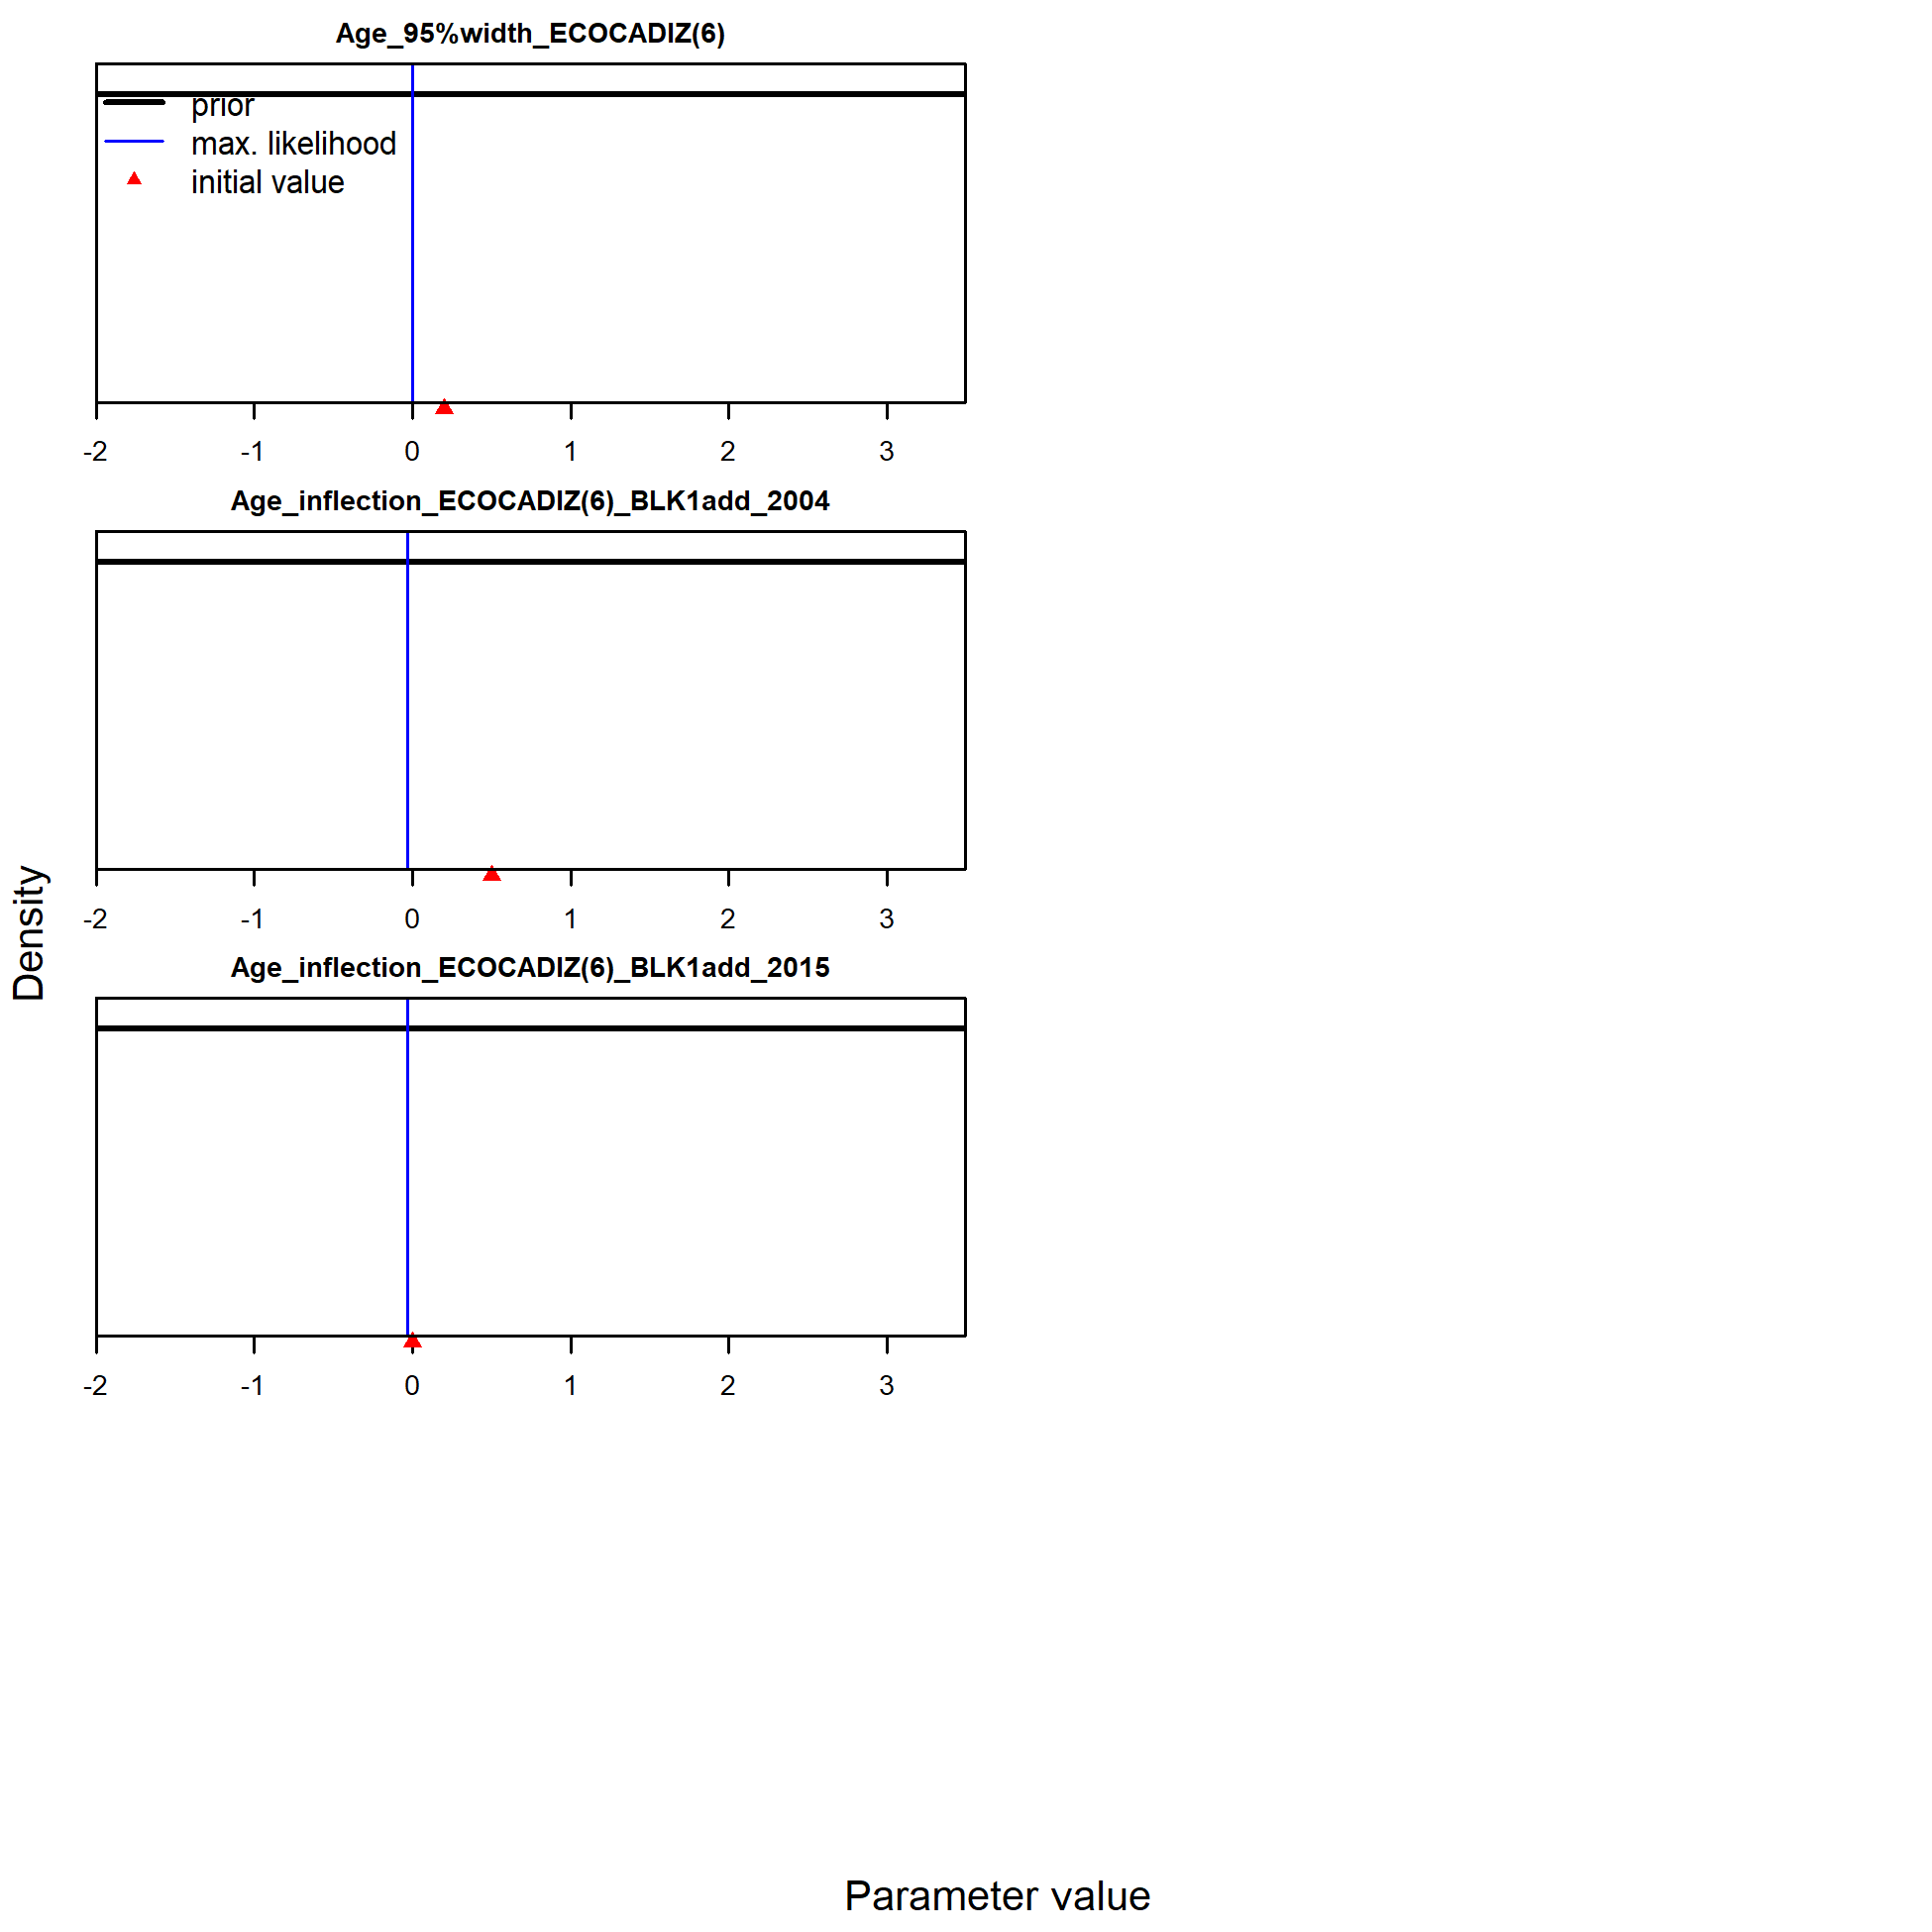 Age_95%width_ECOCADIZ(6)
prior
max. likelihood
initial value
-2 -1 0 1 2 3
Age_inflection_ECOCADIZ(6)_BLK1add_2004
-2 -1 0 1 2 3
Age_inflection_ECOCADIZ(6)_BLK1add_2015
-2 -1 0 1 2 3
Density
Parameter value